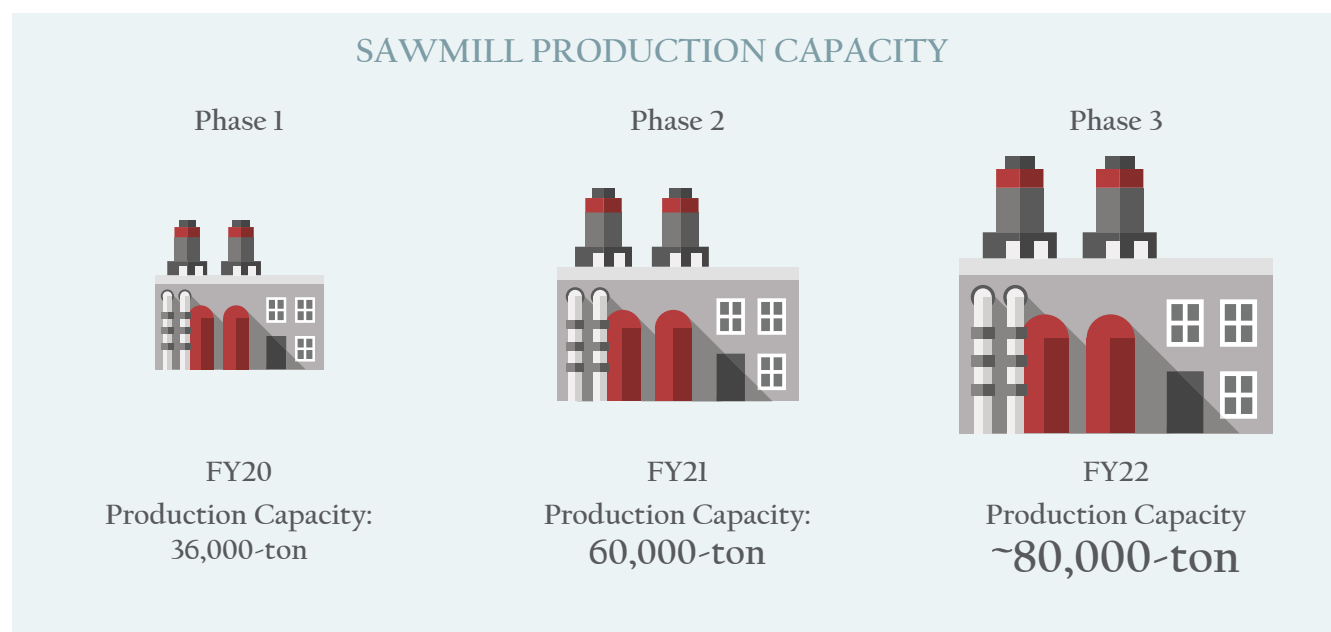 SAWMILL PRODUCTION CAPACITY
Phase 1
Phase 2
Phase 3
FY20
Production Capacity:
36,000-ton
FY21
Production Capacity:
60,000-ton
FY22
Production Capacity
~80,000-ton